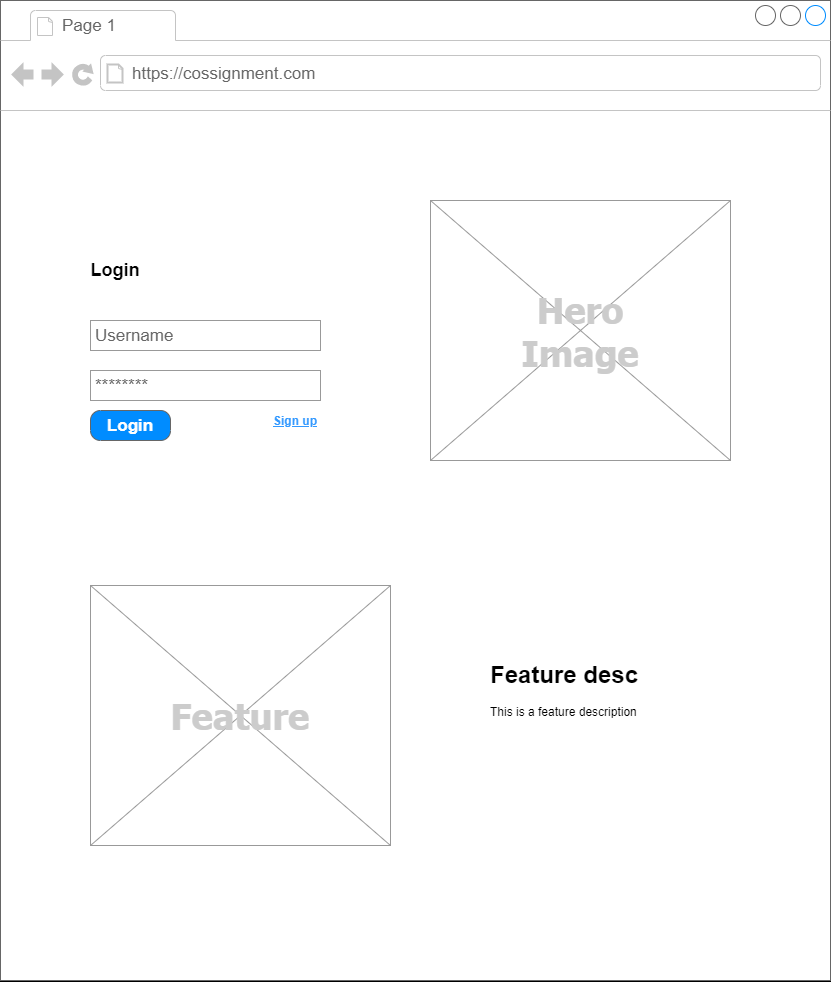 Page 1
https://cossignment.com
Login
Hero
Image
Username
********
Login
Sign up
Feature
Feature desc
This is a feature description